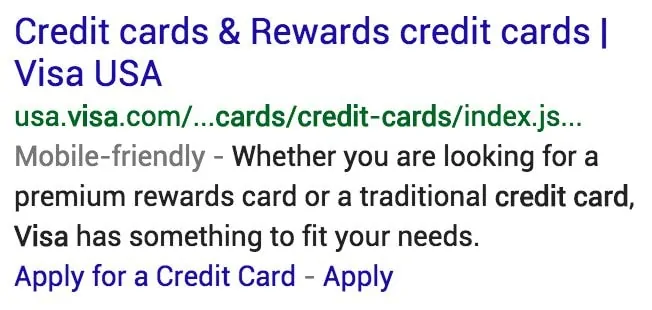 Credit cards & Rewards credit cards |
Visa USA
usa.visa.com/...cards/credit-cards/index.js...
Mobile-friendly - Whether you are looking for a
premium rewards card or a traditional credit card,
Visa has something to fit your needs.
Apply for a Credit Card - Apply